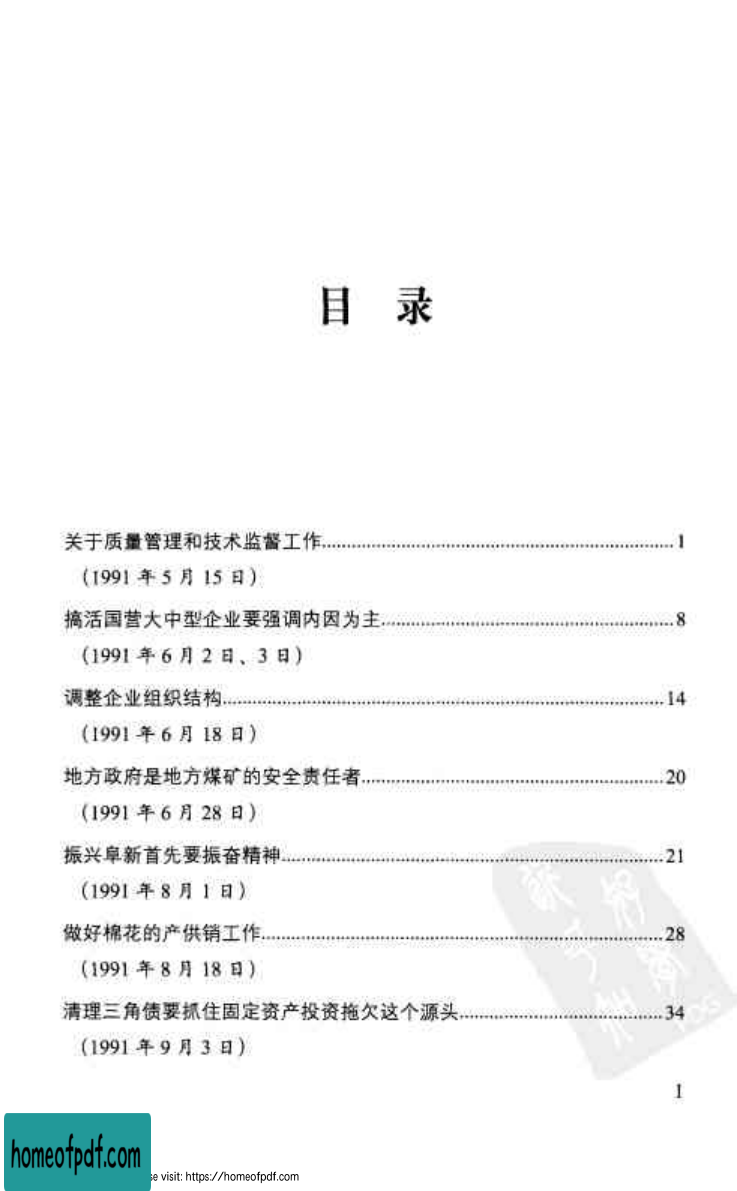 目 录
关于质量管理和技术监督工作……1
（1991 年 5 月 15 日）
搞活国营大中型企业要强调内因为主……8
（1991 年 6 月 2 日、3 日）
调整企业组织结构……14
（1991 年 6 月 18 日）
地方政府是地方煤矿的安全责任者……20
（1991 年 6 月 28 日）
振兴阜新首先要振奋精神……21
（1991 年 8 月 1 日）
做好棉花的产供销工作……28
（1991 年 8 月 18 日）
清理三角债要抓住固定资产投资拖欠这个源头……34
（1991 年 9 月 3 日）
1
homeofpdf.com
se visit: https://homeofpdf.com